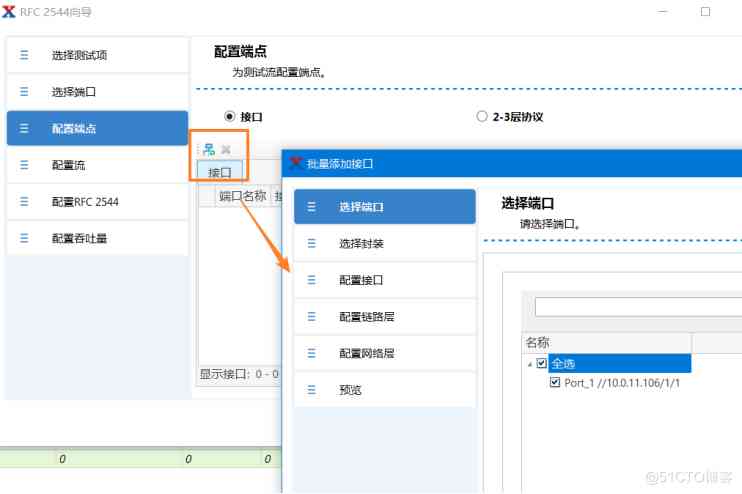 RFC 2544向导
选择测试项
选择端口
配置端点
配置流
配置RFC 2544
配置吞吐量
配置端点
为测试流配置端点。
接口
2-3层协议
接口
端口名称
显示接口: 0 - 0
批量添加接口
选择端口
选择封装
配置接口
配置链路层
配置网络层
预览
选择端口
请选择端口。
名称
全选
Port_1 //10.0.11.106/1/1
0
0
0
@51CTO博客